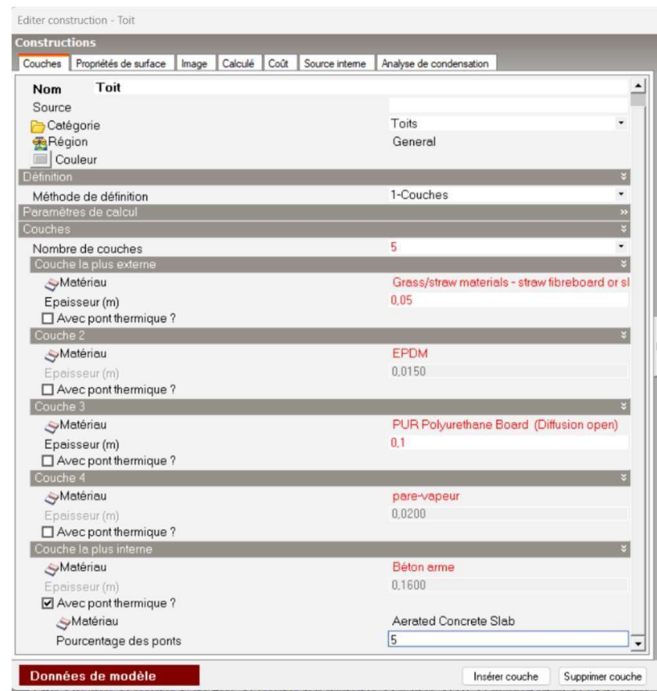 Editer construction - Toit
Constructions
Couches Propriétés de surface Image Calculé Coût Source interne Analyse de condensation
Nom Toit
Source
Catégorie Toits
Région General
Couleur
Définition
Méthode de définition 1-Couches
Paramètres de calcul
Couches
Nombre de couches 5
Couche la plus externe
Matériau Grass/straw materials - straw fibreboard or sl
Epaisseur (m) 0,05
Avec pont thermique ?
Couche 2
Matériau EPDM
Epaisseur (m) 0,0150
Avec pont thermique ?
Couche 3
Matériau PUR Polyurethane Board (Diffusion open)
Epaisseur (m) 0,1
Avec pont thermique ?
Couche 4
Matériau pare-vapeur
Epaisseur (m) 0,0200
Avec pont thermique ?
Couche la plus interne
Matériau Béton arme
Epaisseur (m) 0,1600
Avec pont thermique ?
Matériau Aerated Concrete Slab
Pourcentage des ponts 5
Données de modèle Insérer couche Supprimer couche